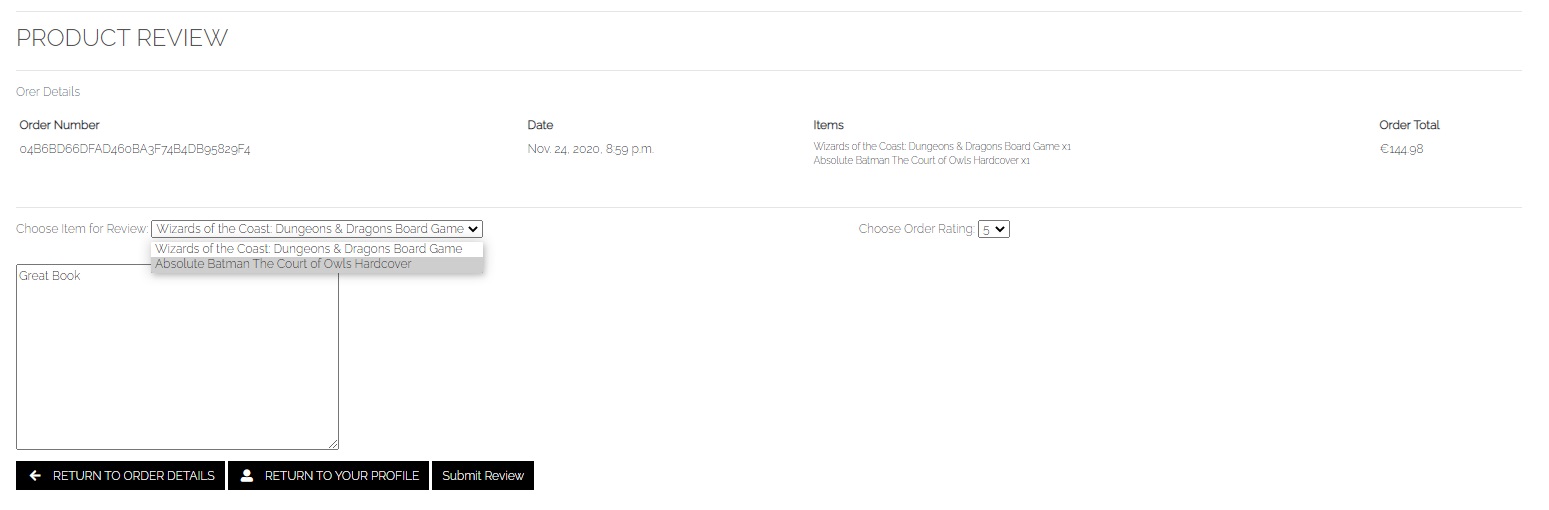 PRODUCT REVIEW
Orer Details
Order Number Date Items Order Total
04B6BD66DFAD460BA3F74B4DB95829F4 Nov. 24, 2020, 8:59 p.m. Wizards of the Coast: Dungeons & Dragons Board Game x1 €144.98
Absolute Batman The Court of Owls Hardcover x1
Choose Item for Review: Wizards of the Coast: Dungeons & Dragons Board Game Choose Order Rating: 5
Wizards of the Coast: Dungeons & Dragons Board Game
Absolute Batman The Court of Owls Hardcover
Great Book
RETURN TO ORDER DETAILS RETURN TO YOUR PROFILE Submit Review